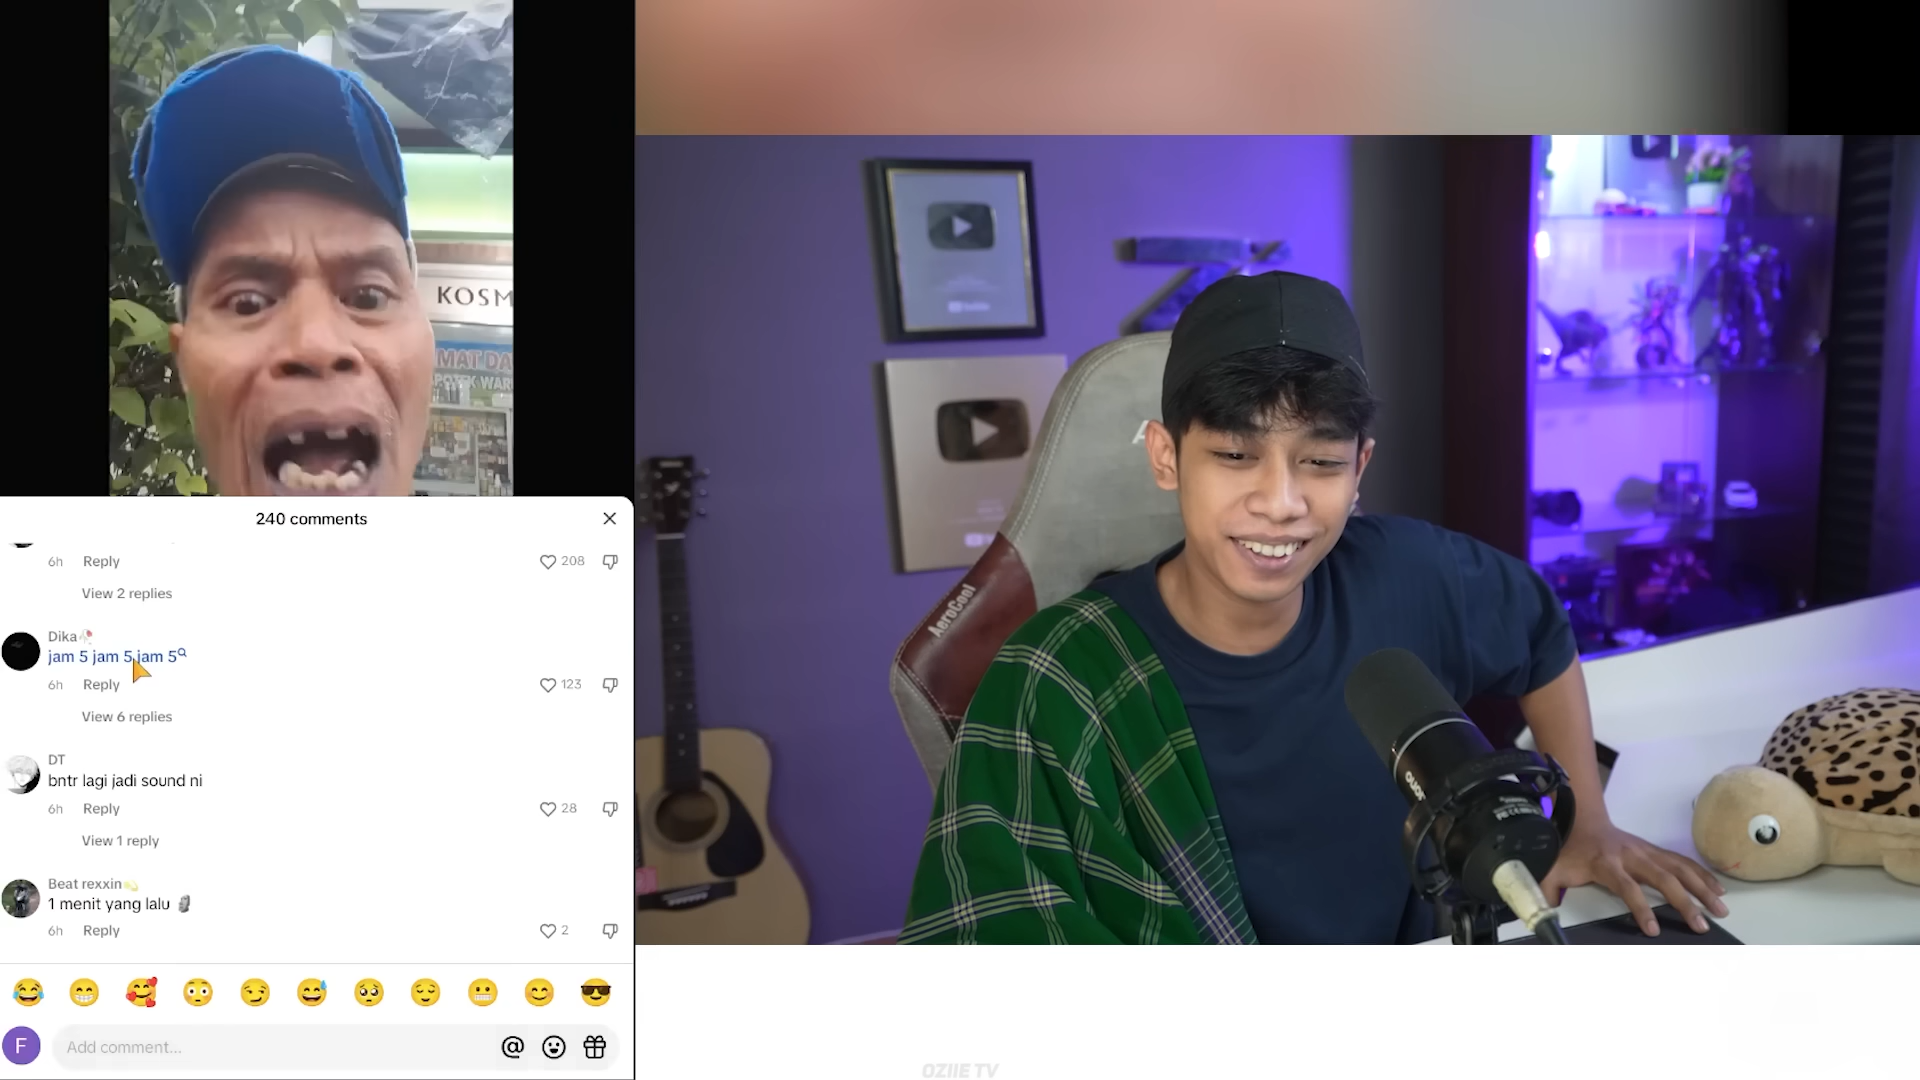 KOSM
MAT DA
POTEK WAR
240 comments
6h Reply 208
View 2 replies
Dika🥀
jam 5 jam 5 jam 5
6h Reply 123
View 6 replies
DT
bntr lagi jadi sound ni
6h Reply 28
View 1 reply
Beat rexxin
1 menit yang lalu 🗿
6h Reply 2
F Add comment...
AeroCool
OZIIE TV